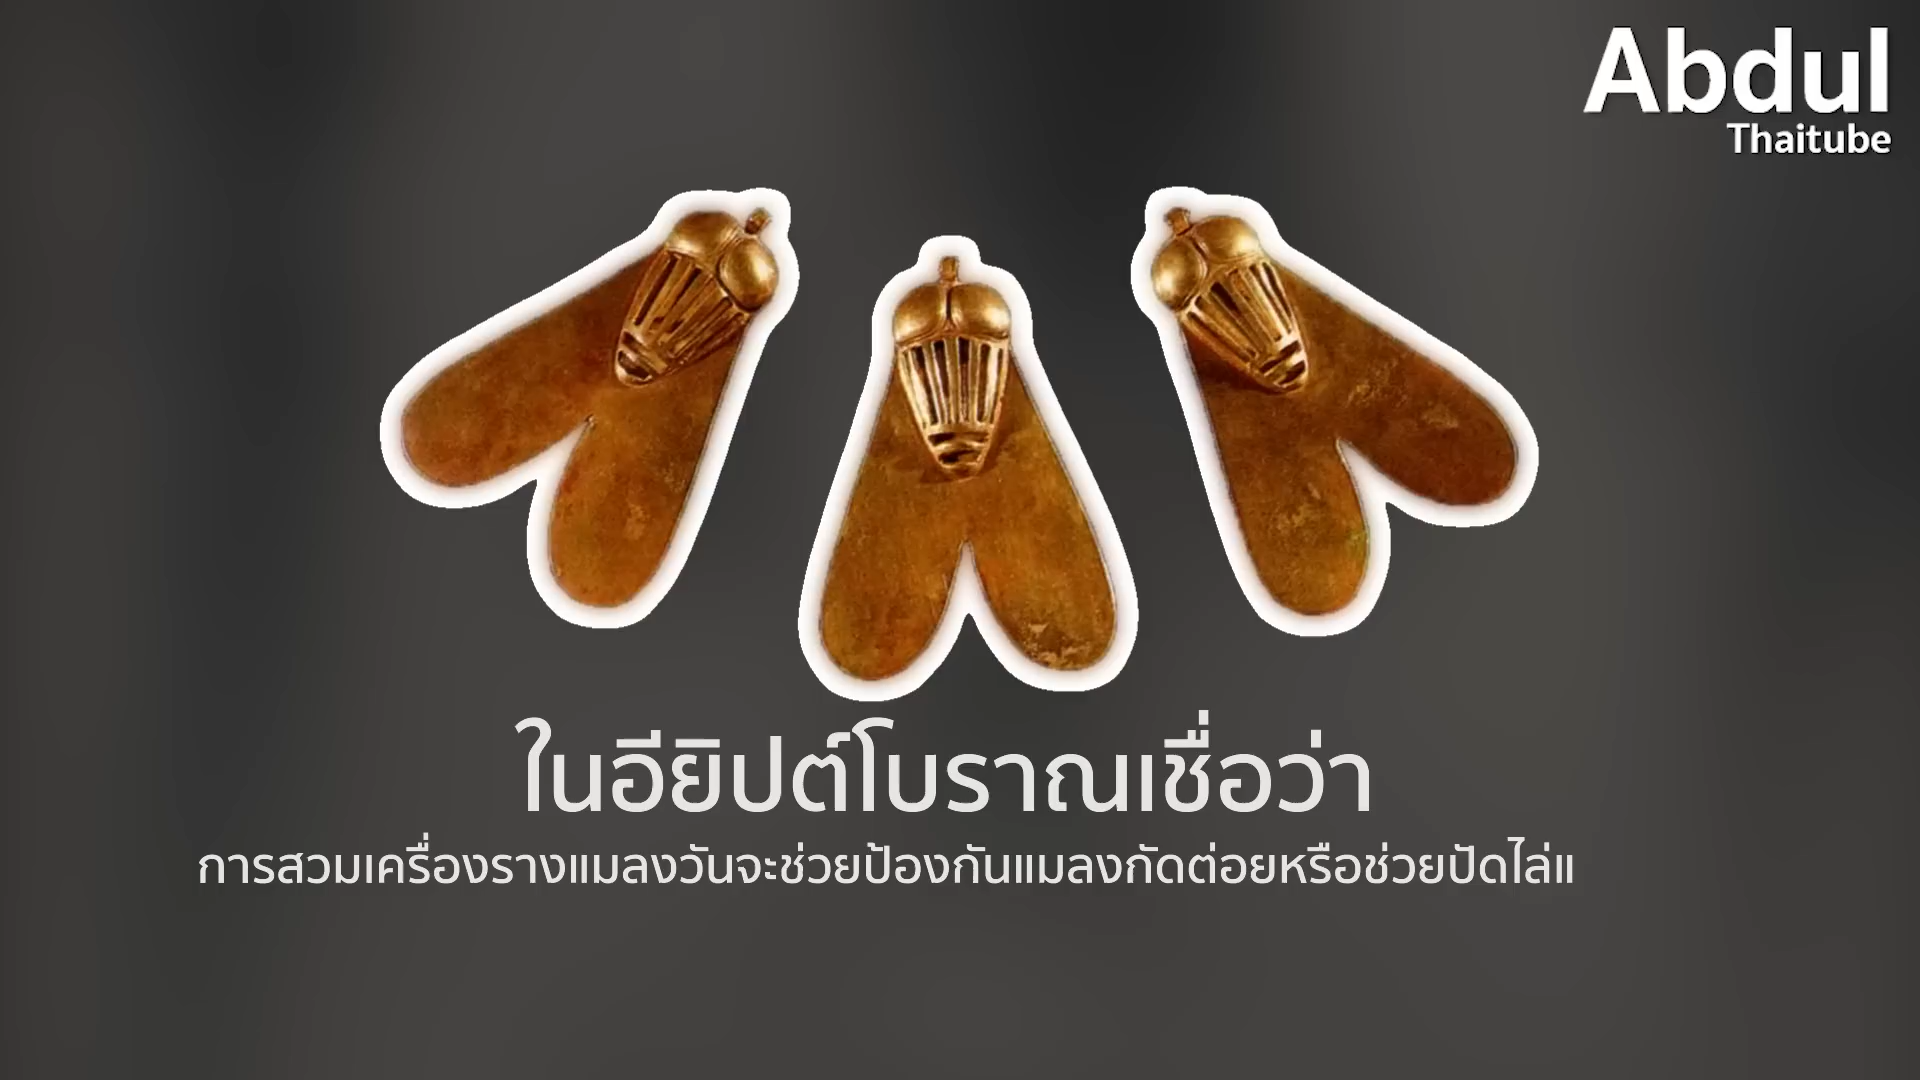 Abdul
Thaitube
ในอียิปต์โบราณเชื่อว่า
การสวมเครื่องรางแมลงวันจะช่วยป้องกันแมลงกัดต่อยหรือช่วยปัดไล่แ